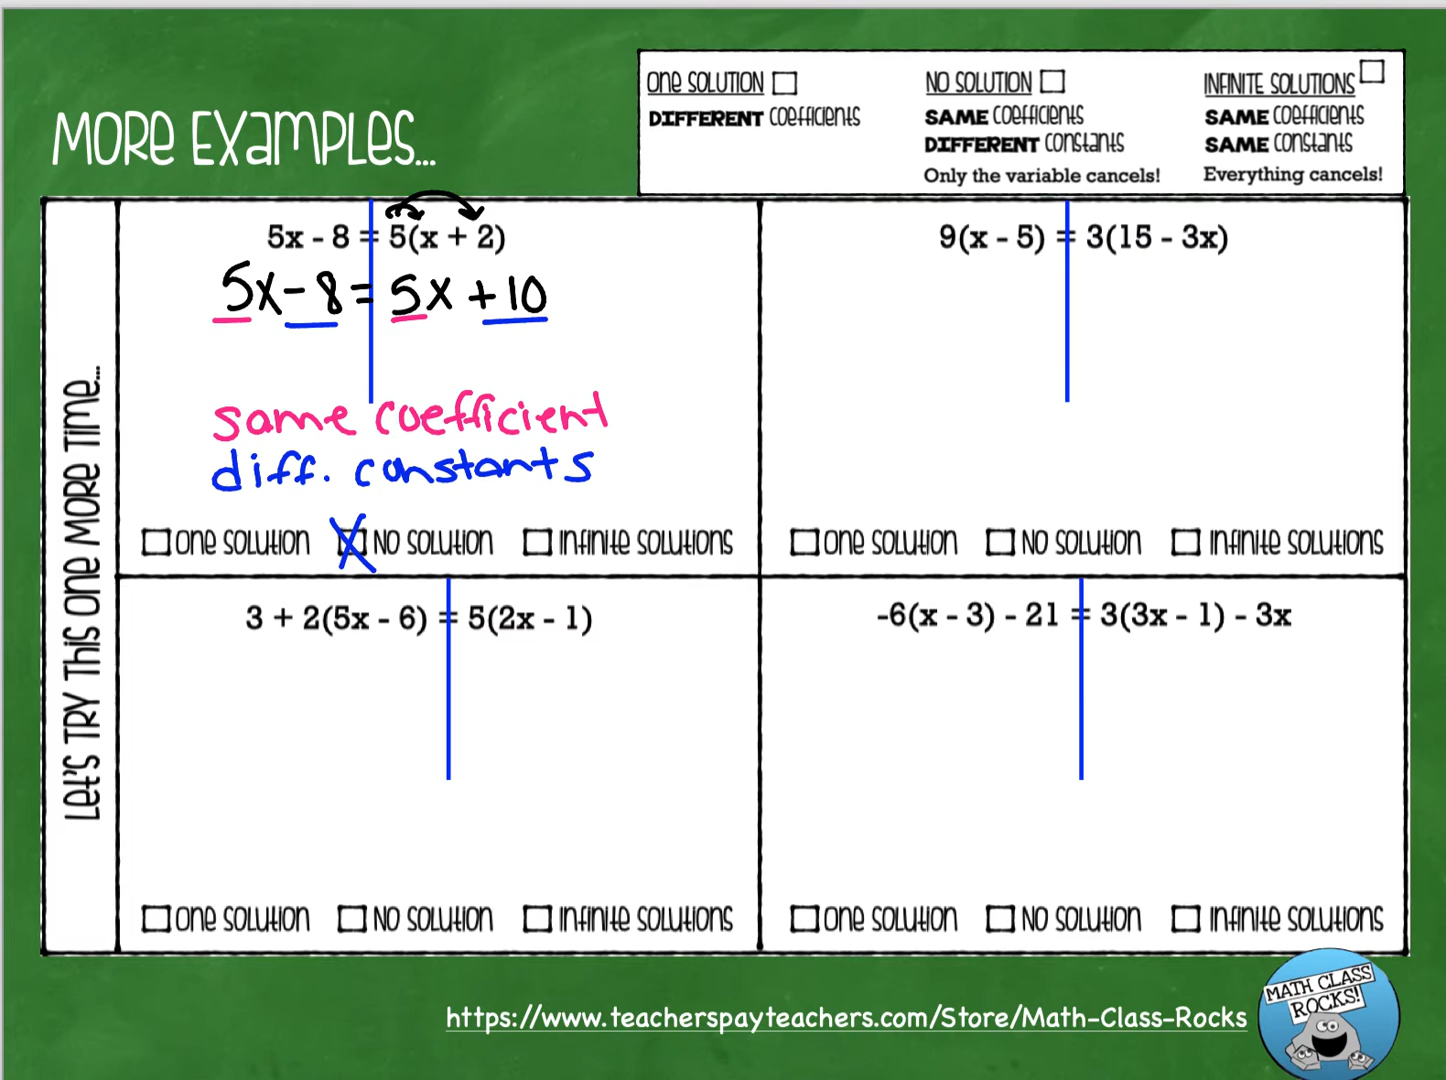 MORE EXAMPLES...
ONE SOLUTION
DIFFERENT COEFFICIENTS
NO SOLUTION
SAME COEFFICIENTS
DIFFERENT CONSTANTS
Only the variable cancels!
INFINITE SOLUTIONS
SAME COEFFICIENTS
SAME CONSTANTS
Everything cancels!
LET'S TRY THIS ONE MORE TIME...
5x - 8 = 5(x + 2)
5x - 8 = 5x + 10
same coefficient
diff. constants
ONE SOLUTION X NO SOLUTION INFINITE SOLUTIONS
9(x - 5) = 3(15 - 3x)
ONE SOLUTION NO SOLUTION INFINITE SOLUTIONS
3 + 2(5x - 6) = 5(2x - 1)
ONE SOLUTION NO SOLUTION INFINITE SOLUTIONS
-6(x - 3) - 21 = 3(3x - 1) - 3x
ONE SOLUTION NO SOLUTION INFINITE SOLUTIONS
https://www.teacherspayteachers.com/Store/Math-Class-Rocks
MATH CLASS
ROCKS!